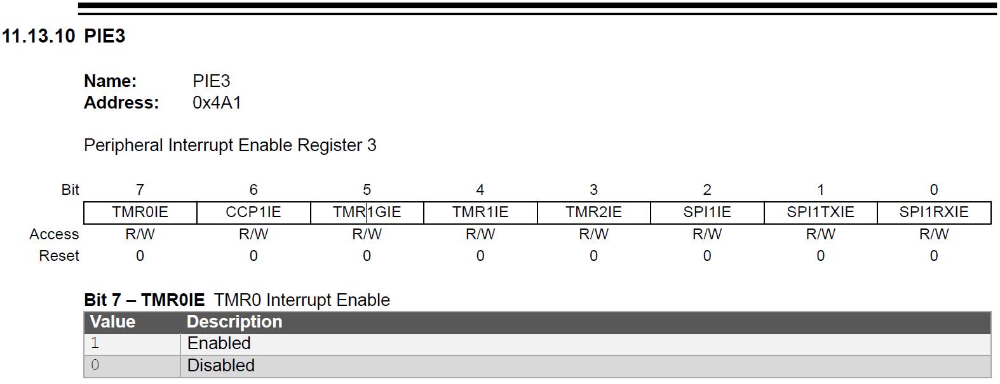 11.13.10 PIE3
Name: PIE3
Address: 0x4A1
Peripheral Interrupt Enable Register 3
Bit 7 6 5 4 3 2 1 0
TMR0IE CCP1IE TMR1GIE TMR1IE TMR2IE SPI1IE SPI1TXIE SPI1RXIE
Access R/W R/W R/W R/W R/W R/W R/W R/W
Reset 0 0 0 0 0 0 0 0
Bit 7 – TMR0IE TMR0 Interrupt Enable
Value Description
1 Enabled
0 Disabled